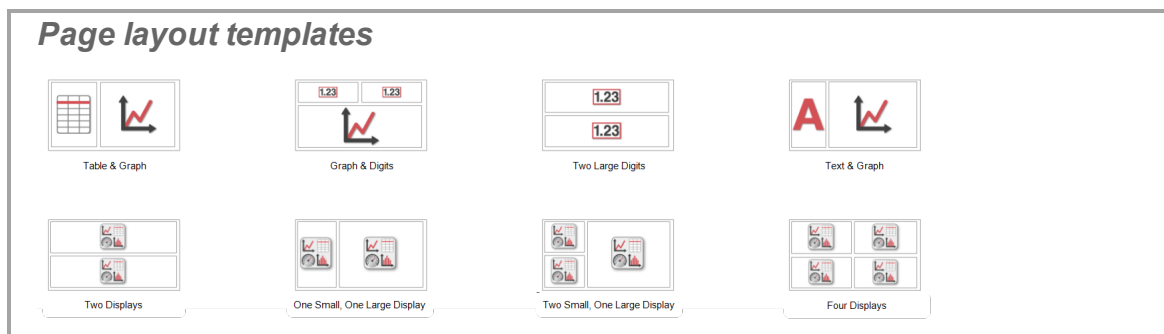 Page layout templates
1.23 1.23 1.23
1.23
A
Table & Graph Graph & Digits Two Large Digits Text & Graph
Two Displays One Small, One Large Display Two Small, One Large Display Four Displays